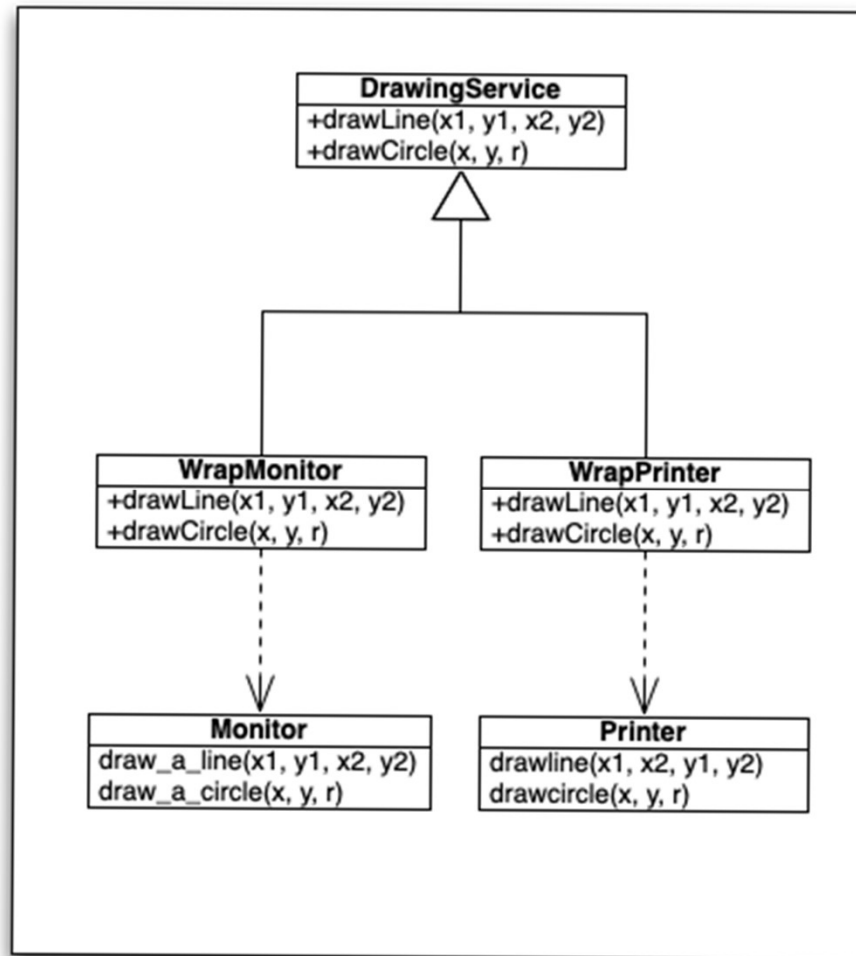 DrawingService
+drawLine(x1, y1, x2, y2)
+drawCircle(x, y, r)
WrapMonitor
+drawLine(x1, y1, x2, y2)
+drawCircle(x, y, r)
WrapPrinter
+drawLine(x1, y1, x2, y2)
+drawCircle(x, y, r)
Monitor
draw_a_line(x1, y1, x2, y2)
draw_a_circle(x, y, r)
Printer
drawline(x1, x2, y1, y2)
drawcircle(x, y, r)